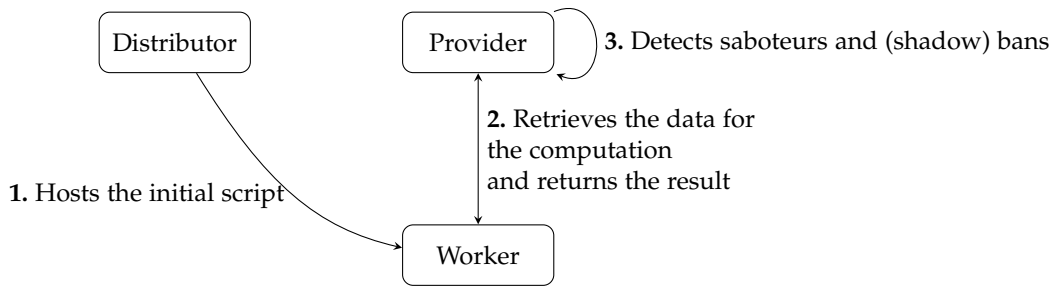 Distributor
Provider
3. Detects saboteurs and (shadow) bans
2. Retrieves the data for
the computation
and returns the result
1. Hosts the initial script
Worker